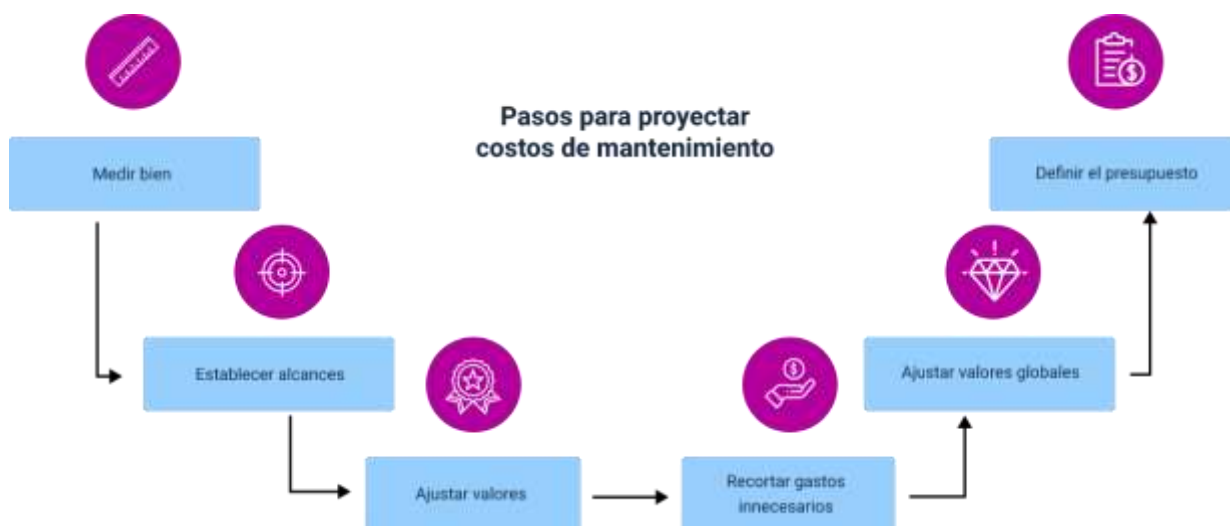 Pasos para proyectar
costos de mantenimiento
Medir bien
Establecer alcances
Ajustar valores
Recortar gastos
innecesarios
Ajustar valores globales
Definir el presupuesto